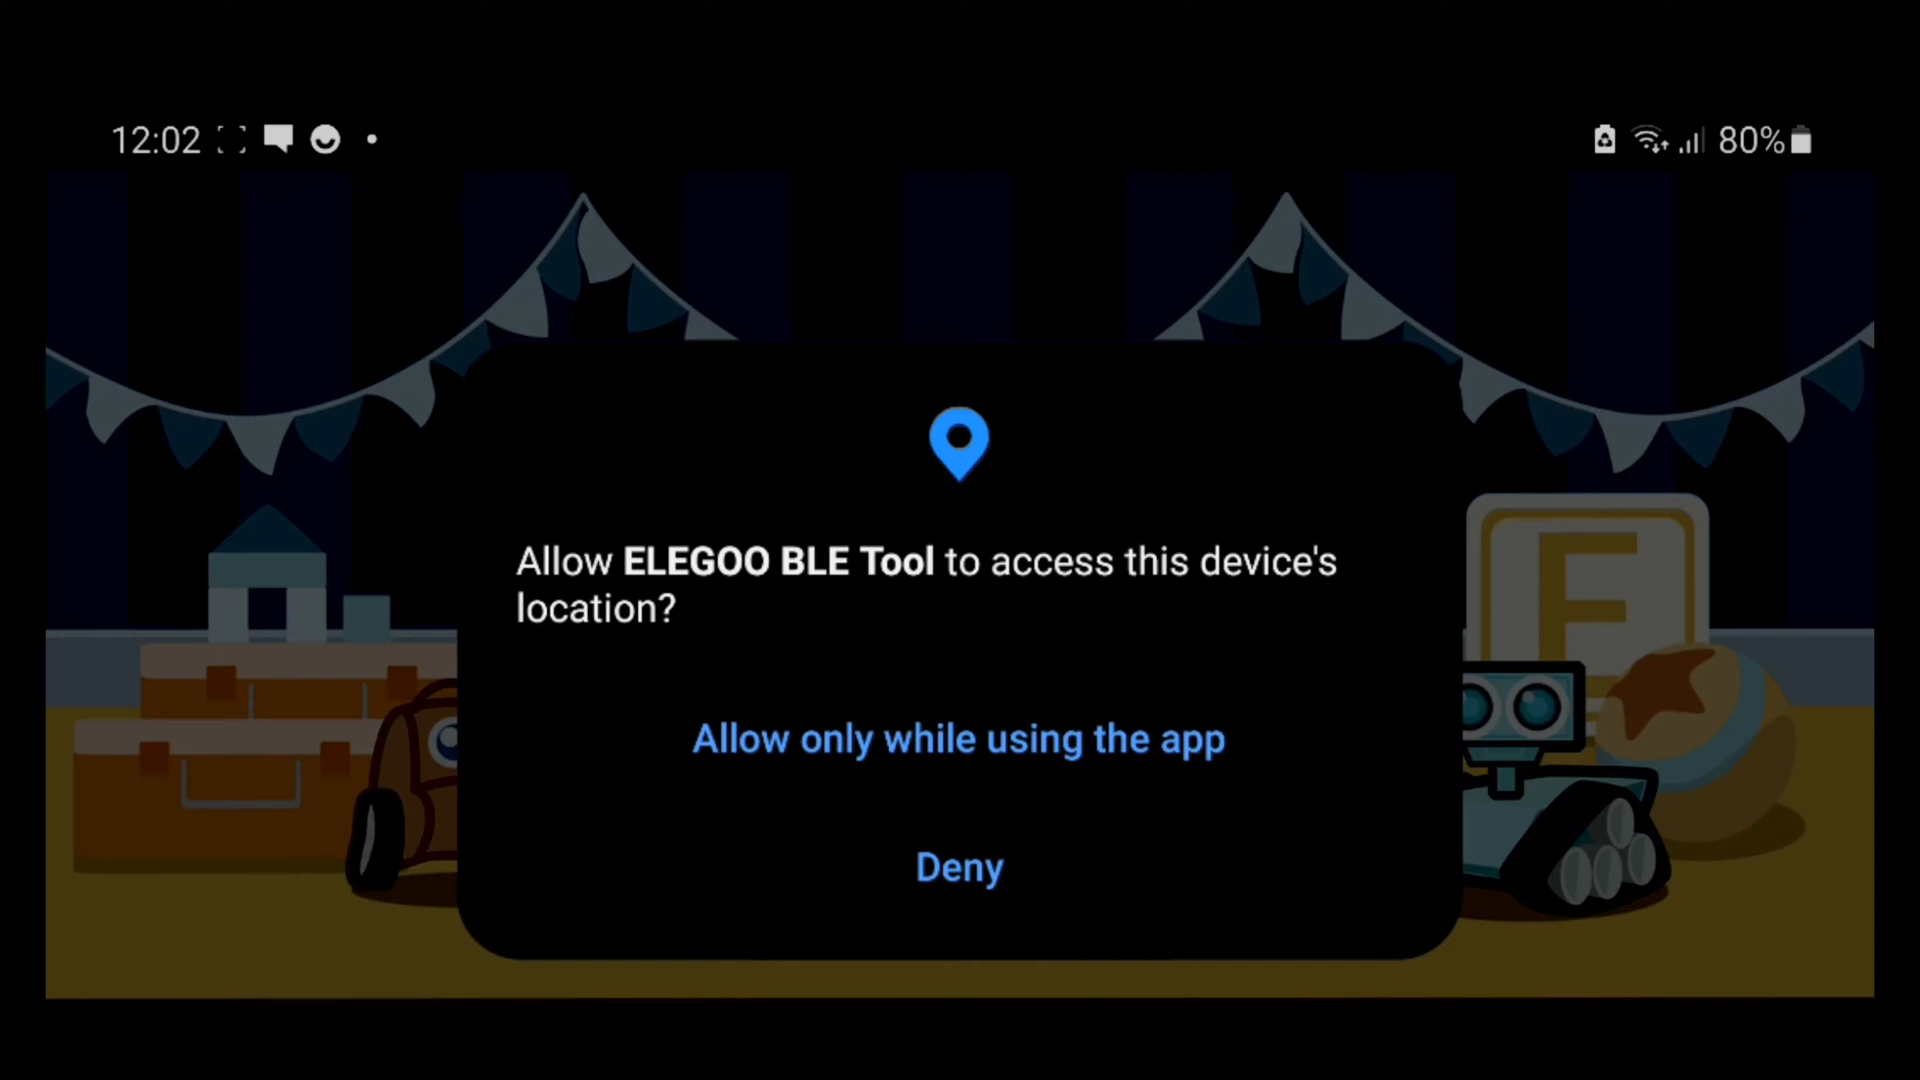 12:02
80%
Allow ELEGOO BLE Tool to access this device's
location?
Allow only while using the app
Deny